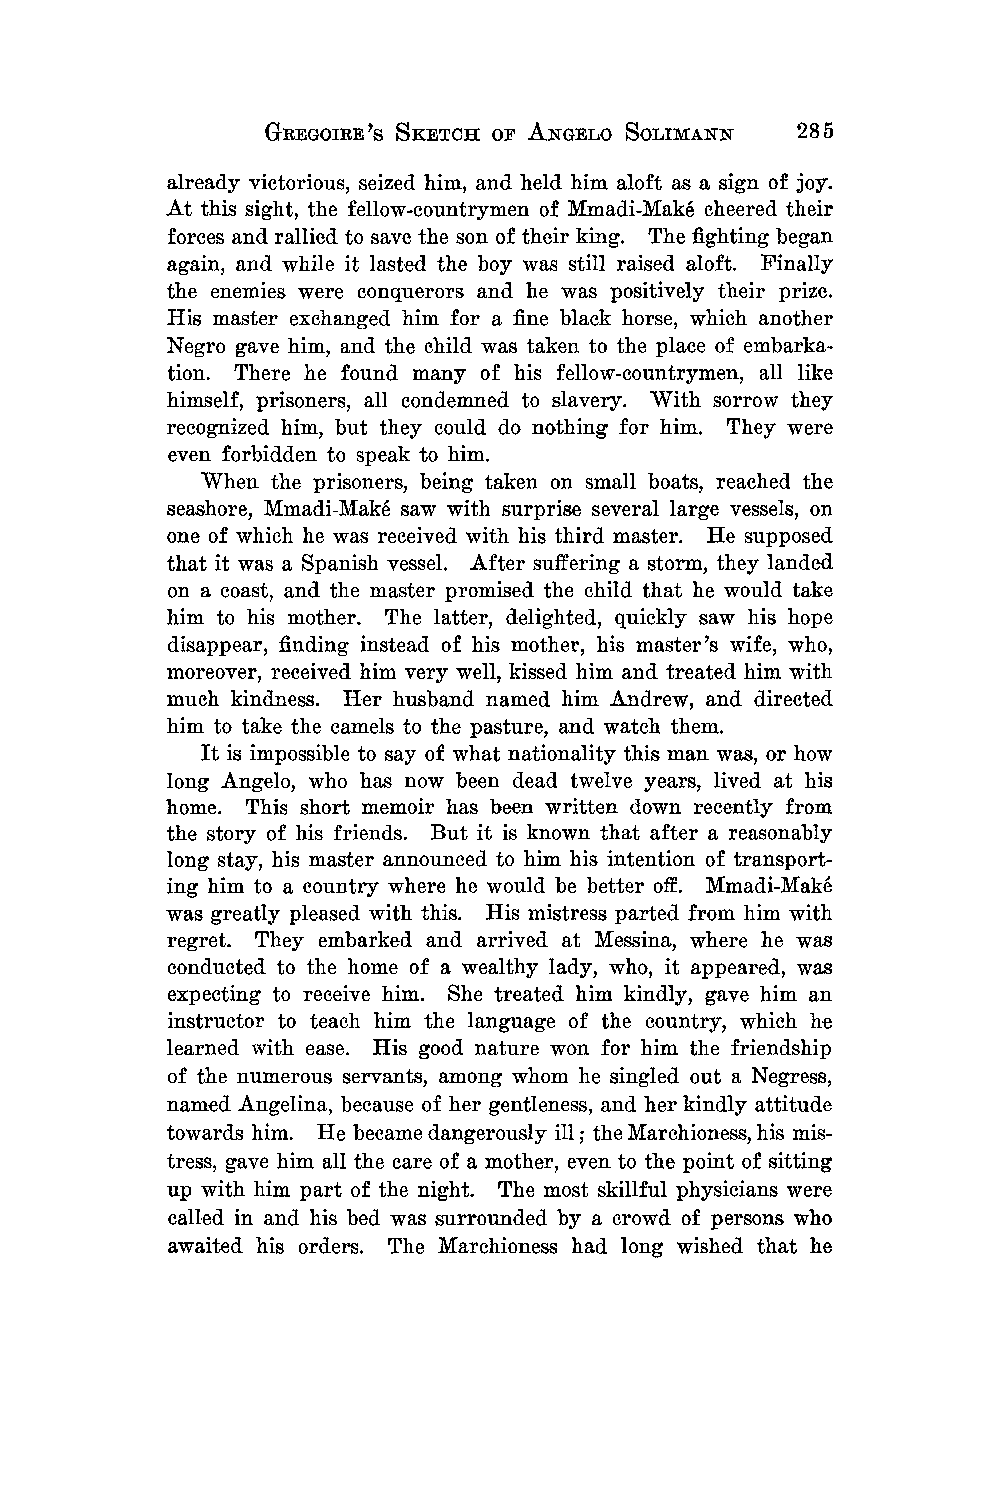 GREGOIRE'S SKETCH OF ANGELO SOLIMANN 285
already victorious, seized him, and held him aloft as a sign of joy.
At this sight, the fellow-countrymen of Mmadi-Maké cheered their
forces and rallied to save the son of their king. The fighting began
again, and while it lasted the boy was still raised aloft. Finally
the enemies were conquerors and he was positively their prize.
His master exchanged him for a fine black horse, which another
Negro gave him, and the child was taken to the place of embarka-
tion. There he found many of his fellow-countrymen, all like
himself, prisoners, all condemned to slavery. With sorrow they
recognized him, but they could do nothing for him. They were
even forbidden to speak to him.
When the prisoners, being taken on small boats, reached the
seashore, Mmadi-Maké saw with surprise several large vessels, on
one of which he was received with his third master. He supposed
that it was a Spanish vessel. After suffering a storm, they landed
on a coast, and the master promised the child that he would take
him to his mother. The latter, delighted, quickly saw his hope
disappear, finding instead of his mother, his master's wife, who,
moreover, received him very well, kissed him and treated him with
much kindness. Her husband named him Andrew, and directed
him to take the camels to the pasture, and watch them.
It is impossible to say of what nationality this man was, or how
long Angelo, who has now been dead twelve years, lived at his
home. This short memoir has been written down recently from
the story of his friends. But it is known that after a reasonably
long stay, his master announced to him his intention of transport-
ing him to a country where he would be better off. Mmadi-Maké
was greatly pleased with this. His mistress parted from him with
regret. They embarked and arrived at Messina, where he was
conducted to the home of a wealthy lady, who, it appeared, was
expecting to receive him. She treated him kindly, gave him an
instructor to teach him the language of the country, which he
learned with ease. His good nature won for him the friendship
of the numerous servants, among whom he singled out a Negress,
named Angelina, because of her gentleness, and her kindly attitude
towards him. He became dangerously ill; the Marchioness, his mis-
tress, gave him all the care of a mother, even to the point of sitting
up with him part of the night. The most skillful physicians were
called in and his bed was surrounded by a crowd of persons who
awaited his orders. The Marchioness had long wished that he